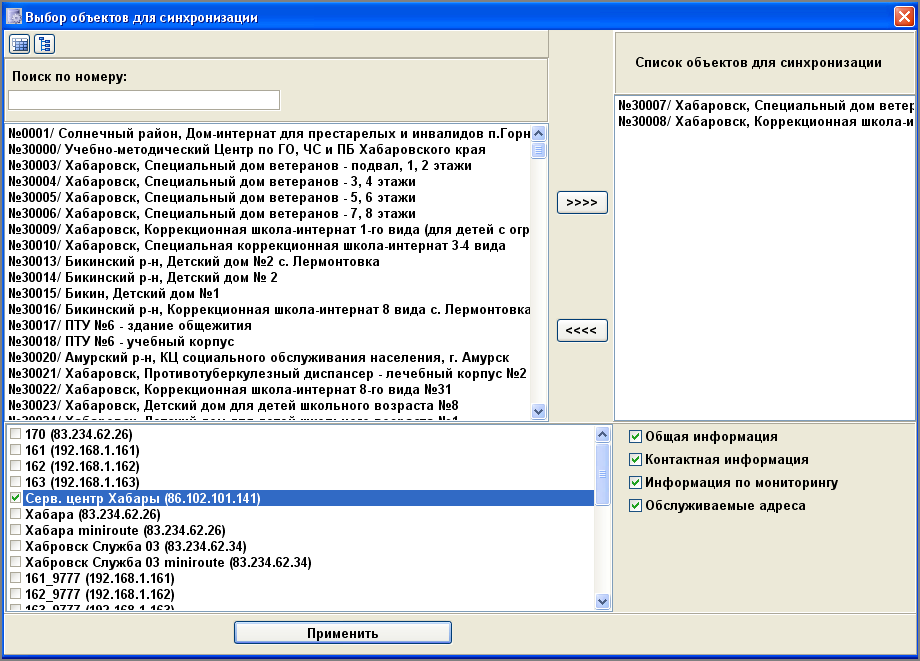 Выбор объектов для синхронизации
Поиск по номеру:
№0001/ Солнечный район, Дом-интернат для престарелых и инвалидов п.Горн
№30000/ Учебно-методический Центр по ГО, ЧС и ПБ Хабаровского края
№30003/ Хабаровск, Специальный дом ветеранов - подвал, 1, 2 этажи
№30004/ Хабаровск, Специальный дом ветеранов - 3, 4 этажи
№30005/ Хабаровск, Специальный дом ветеранов - 5, 6 этажи
№30006/ Хабаровск, Специальный дом ветеранов - 7, 8 этажи
№30009/ Хабаровск, Коррекционная школа-интернат 1-го вида (для детей с огр
№30010/ Хабаровск, Специальная коррекционная школа-интернат 3-4 вида
№30013/ Бикинский р-н, Детский дом №2 с. Лермонтовка
№30014/ Бикинский р-н, Детский дом № 2
№30015/ Бикин, Детский дом №1
№30016/ Бикинский р-н, Коррекционная школа-интернат 8 вида с. Лермонтовка
№30017/ ПТУ №6 - здание общежития
№30018/ ПТУ №6 - учебный корпус
№30020/ Амурский р-н, КЦ социального обслуживания населения, г. Амурск
№30021/ Хабаровск, Противотуберкулезный диспансер - лечебный корпус №2
№30022/ Хабаровск, Коррекционная школа-интернат 8-го вида №31
№30023/ Хабаровск, Детский дом для детей школьного возраста №8
>>>>
<<<<
Список объектов для синхронизации
№30007/ Хабаровск, Специальный дом ветер
№30008/ Хабаровск, Коррекционная школа-и
170 (83.234.62.26)
161 (192.168.1.161)
162 (192.168.1.162)
163 (192.168.1.163)
Серв. центр Хабары (86.102.101.141)
Хабара (83.234.62.26)
Хабара miniroute (83.234.62.26)
Хабровск Служба 03 (83.234.62.34)
Хабровск Служба 03 miniroute (83.234.62.34)
161_9777 (192.168.1.161)
162_9777 (192.168.1.162)
163_9777 (192.168.1.163)
Общая информация
Контактная информация
Информация по мониторингу
Обслуживаемые адреса
Применить